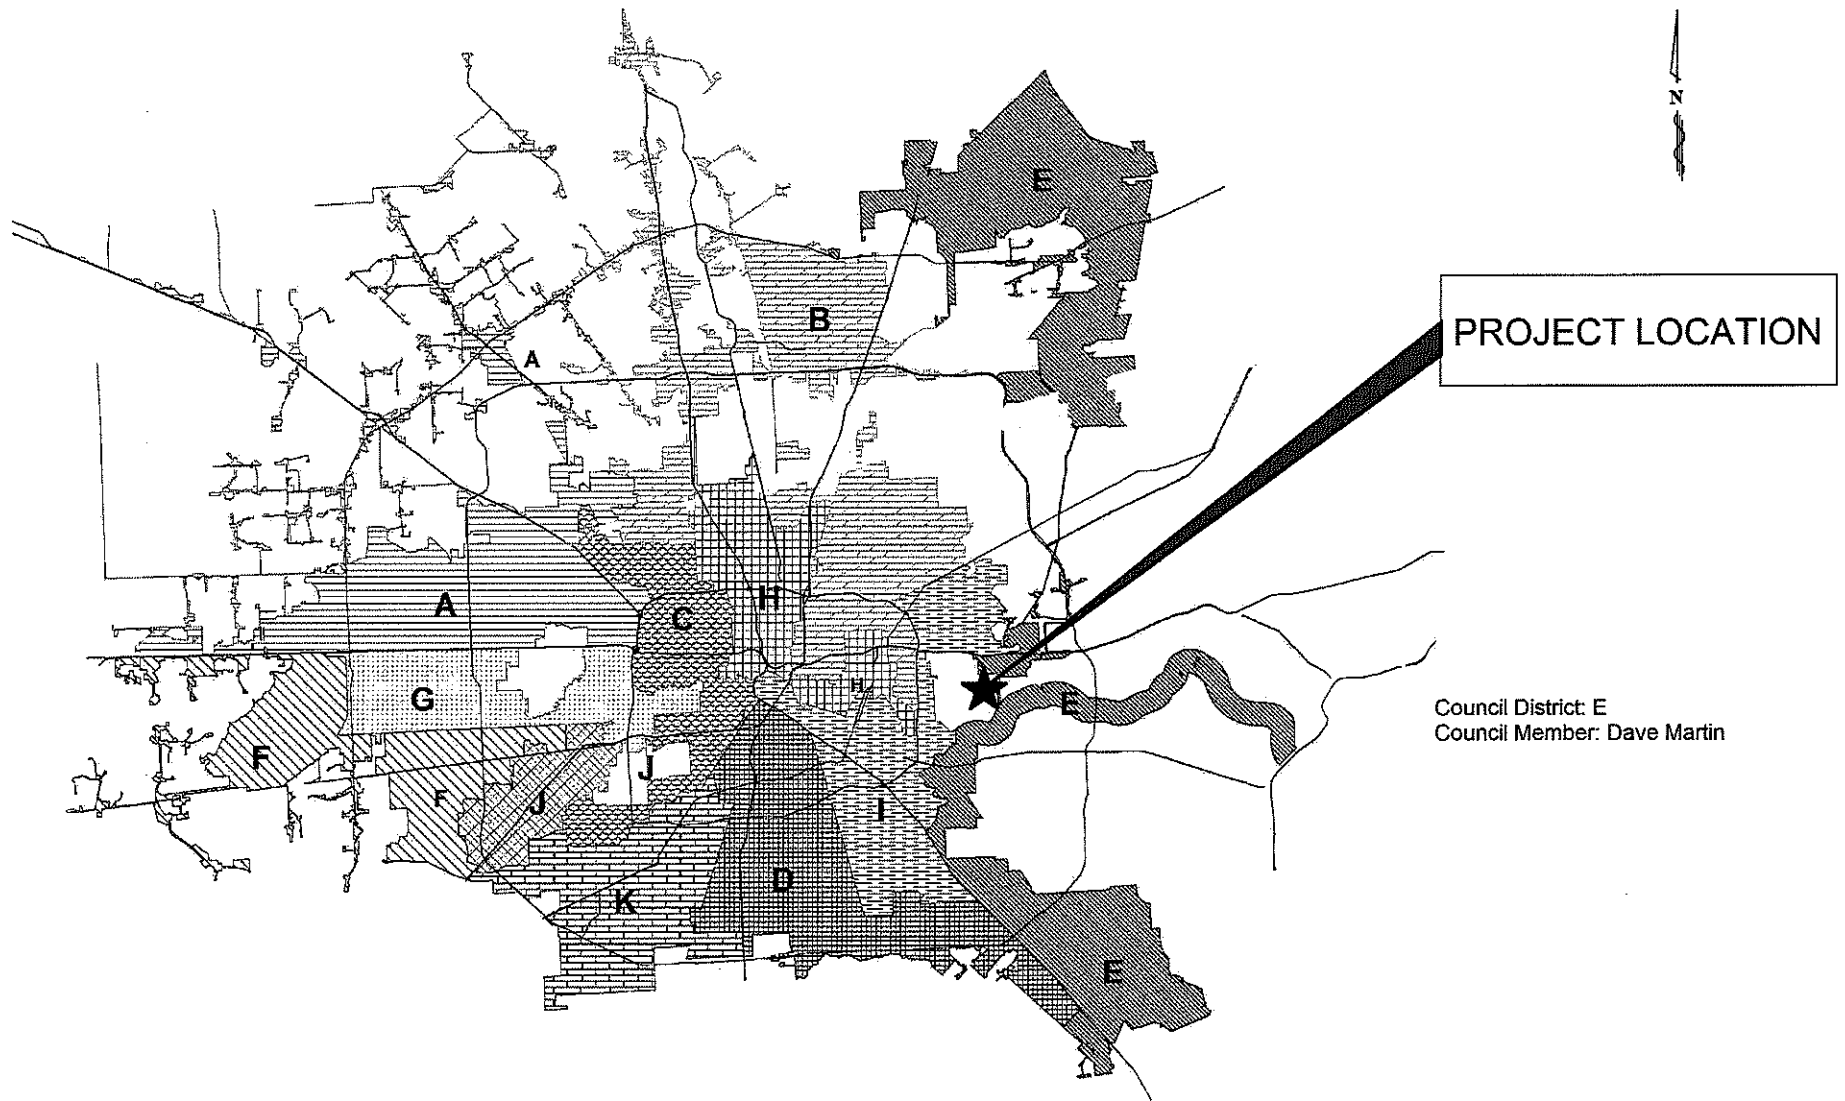 N
E
B
A
PROJECT LOCATION
A
C
H
H
G
E
Council District: E
Council Member: Dave Martin
F
J
F
J
I
D
K
E